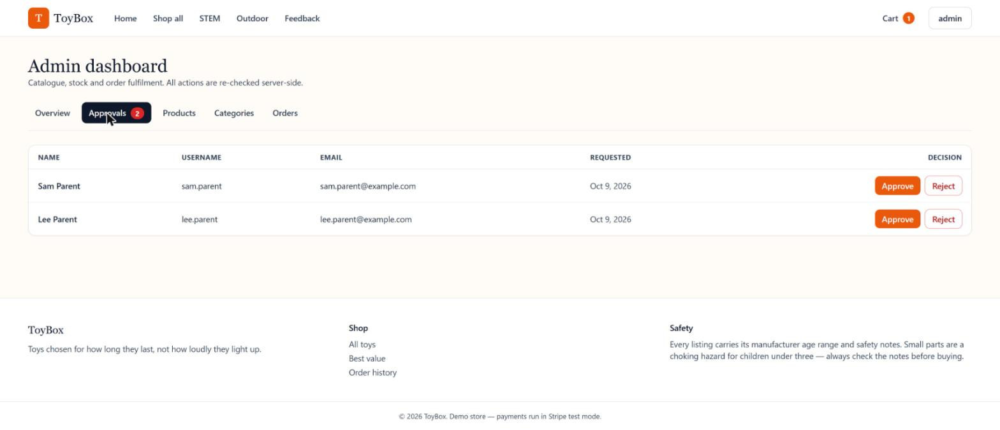 T ToyBox Home Shop all STEM Outdoor Feedback Cart 1 admin
Admin dashboard
Catalogue, stock and order fulfilment. All actions are re-checked server-side.
Overview Approvals 2 Products Categories Orders
NAME USERNAME EMAIL REQUESTED DECISION
Sam Parent sam.parent sam.parent@example.com Oct 9, 2026 Approve Reject
Lee Parent lee.parent lee.parent@example.com Oct 9, 2026 Approve Reject
ToyBox
Toys chosen for how long they last, not how loudly they light up.
Shop
All toys
Best value
Order history
Safety
Every listing carries its manufacturer age range and safety notes. Small parts are a
choking hazard for children under three — always check the notes before buying.
© 2026 ToyBox. Demo store — payments run in Stripe test mode.